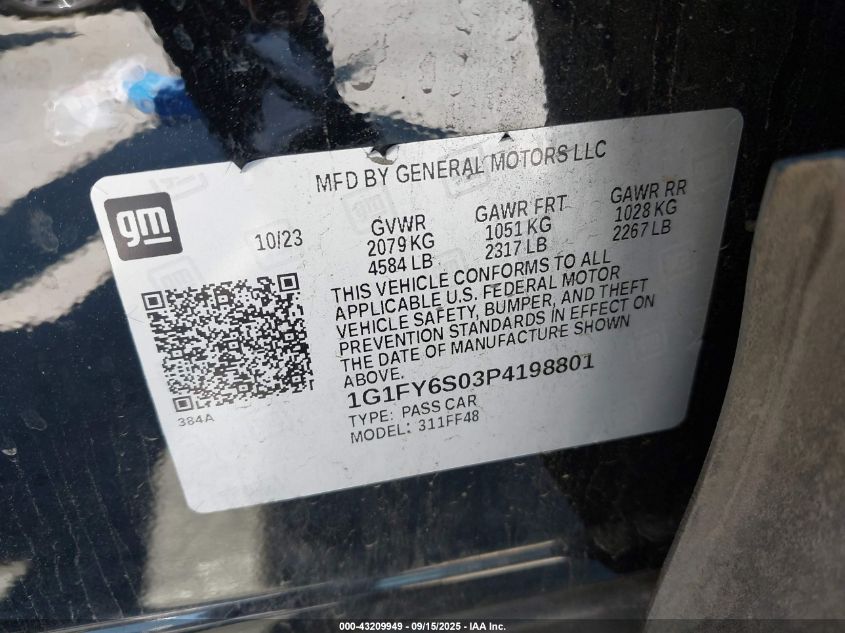 MFD BY GENERAL MOTORS LLC
gm
10/23
GVWR
2079 KG
4584 LB
GAWR FRT
1051 KG
2317 LB
GAWR RR
1028 KG
2267 LB
THIS VEHICLE CONFORMS TO ALL
APPLICABLE U.S. FEDERAL MOTOR
VEHICLE SAFETY, BUMPER, AND THEFT
PREVENTION STANDARDS IN EFFECT ON
THE DATE OF MANUFACTURE SHOWN
ABOVE.
1G1FY6S03P4198801
TYPE: PASS CAR
MODEL: 311FF48
384A
000-43209949 - 09/15/2025 - IAA Inc.